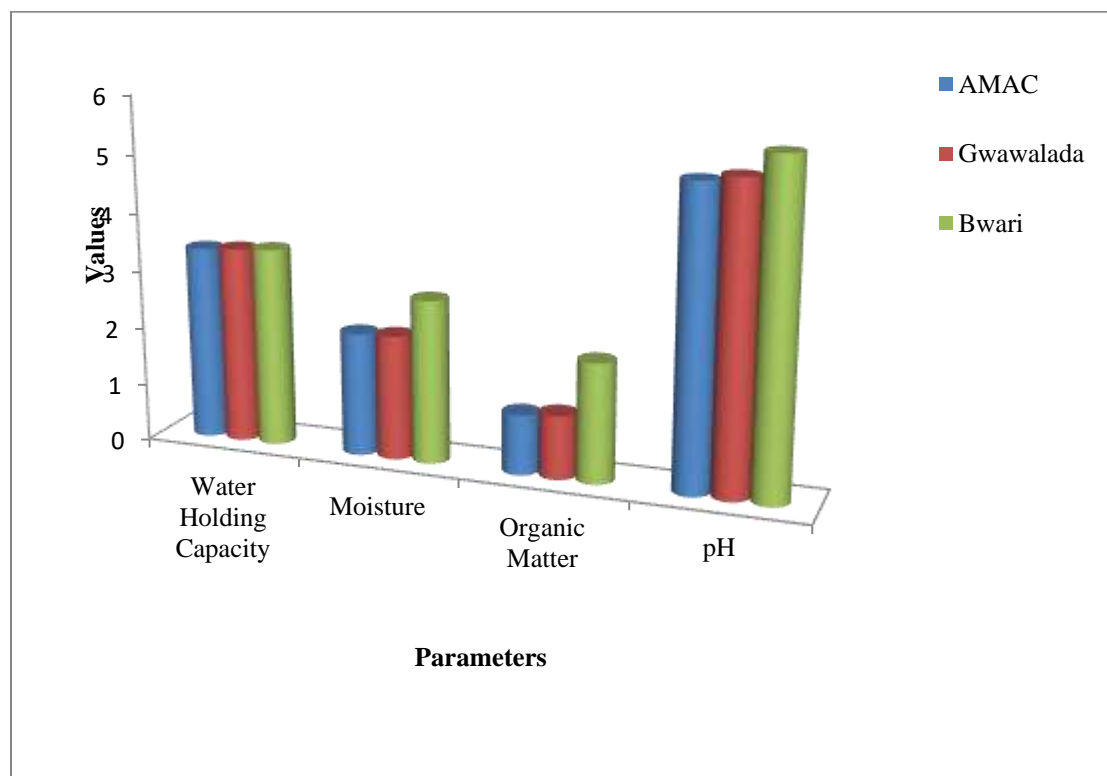 6
5
4
3
2
1
0
Values
Water
Holding
Capacity
Moisture
Organic
Matter
pH
Parameters
AMAC
Gwawalada
Bwari